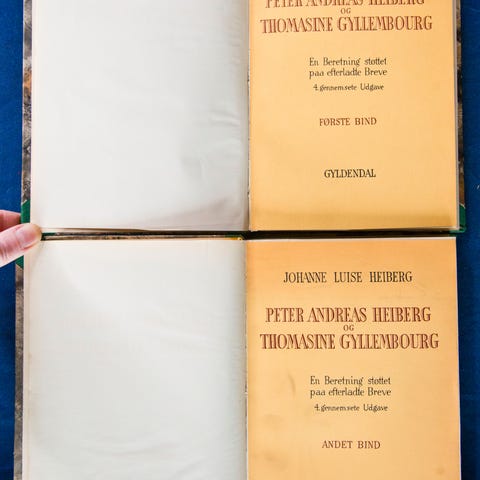 PETER ANDREAS HEIBERG
OG
THOMASINE GYLLEMBOURG
En Beretning støttet
paa efterladte Breve
4. gennemsete Udgave
FØRSTE BIND
GYLDENDAL
JOHANNE LUISE HEIBERG
PETER ANDREAS HEIBERG
OG
THOMASINE GYLLEMBOURG
En Beretning støttet
paa efterladte Breve
4. gennemsete Udgave
ANDET BIND